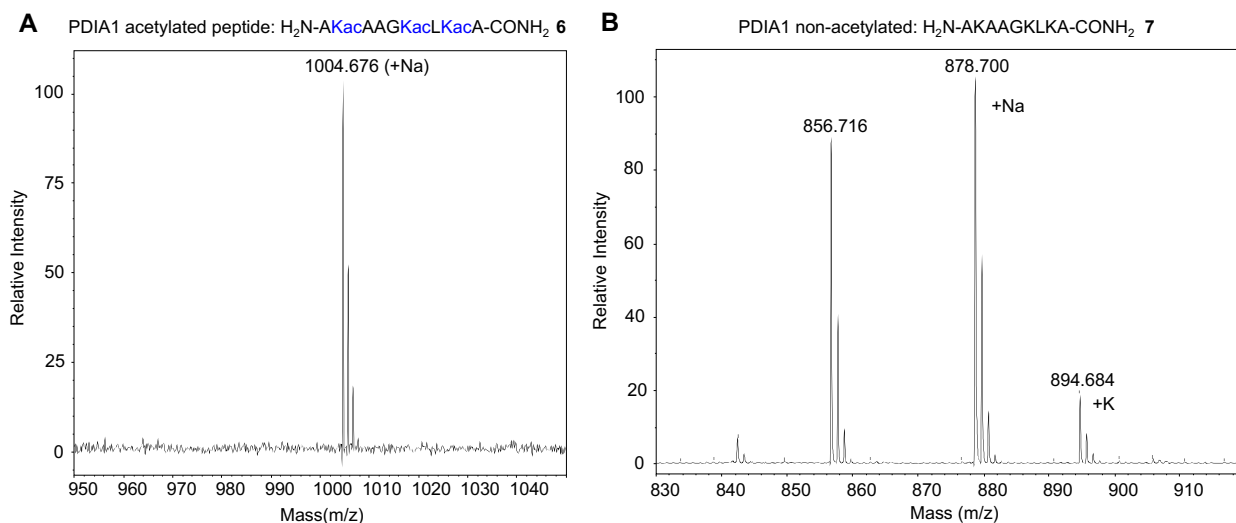 A PDIA1 acetylated peptide: H₂N-AKacAAGKacLKacA-CONH₂ 6
1004.676 (+Na)
100
75
50
25
0
Relative Intensity
950 960 970 980 990 1000 1010 1020 1030 1040
Mass(m/z)
B PDIA1 non-acetylated: H₂N-AKAAGKLKA-CONH₂ 7
878.700
+Na
856.716
894.684
+K
100
80
60
40
20
0
Relative Intensity
830 840 850 860 870 880 890 900 910
Mass (m/z)